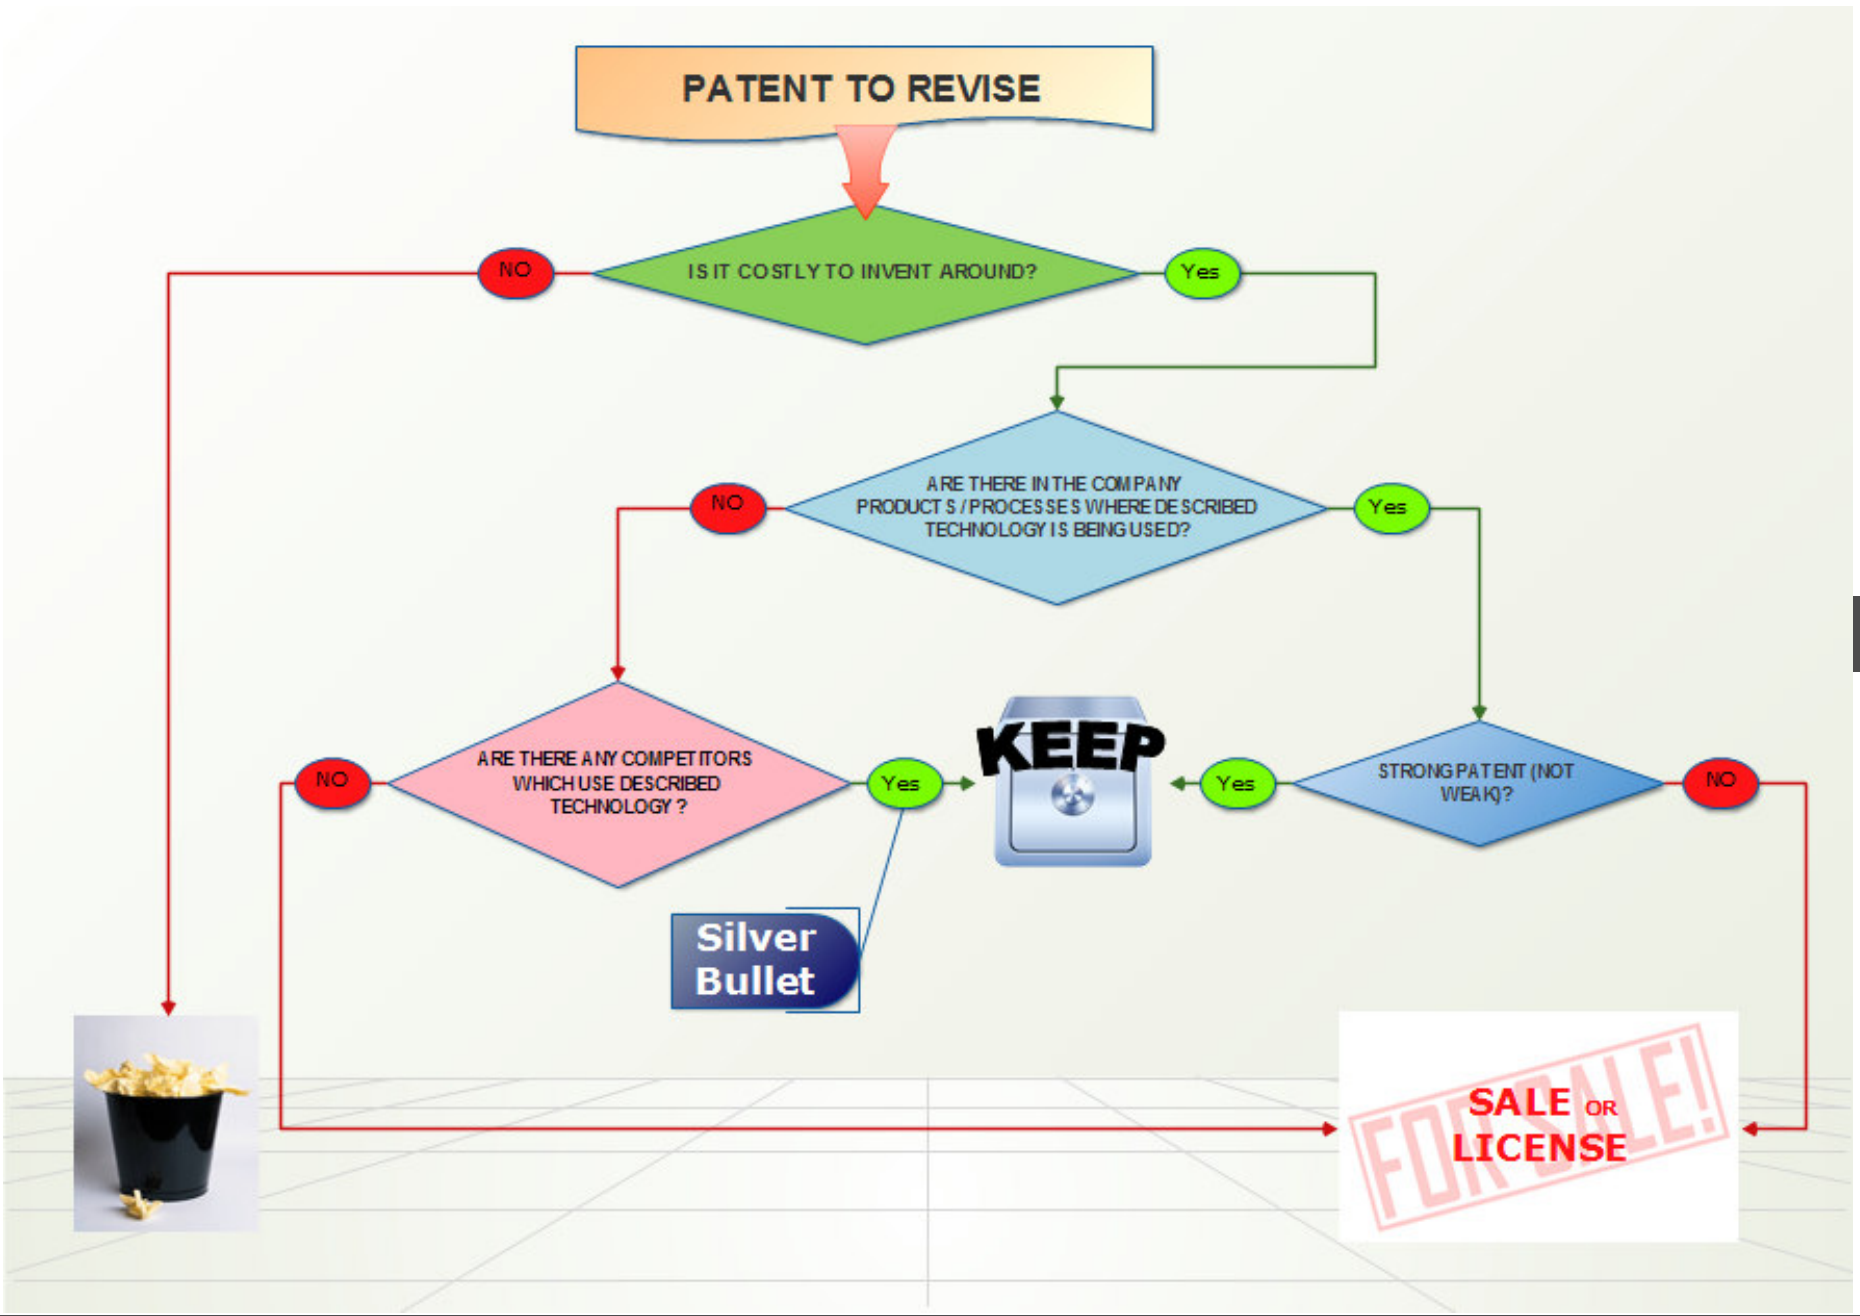 PATENT TO REVISE
NO
IS IT COSTLY TO INVENT AROUND?
Yes
NO
ARE THERE IN THE COMPANY
PRODUCTS / PROCESSES WHERE DESCRIBED
TECHNOLOGY IS BEING USED?
Yes
NO
ARE THERE ANY COMPETITORS
WHICH USE DESCRIBED
TECHNOLOGY ?
Yes
KEEP
Yes
STRONG PATENT (NOT
WEAK)?
NO
Silver
Bullet
FOR SALE!
SALE OR
LICENSE